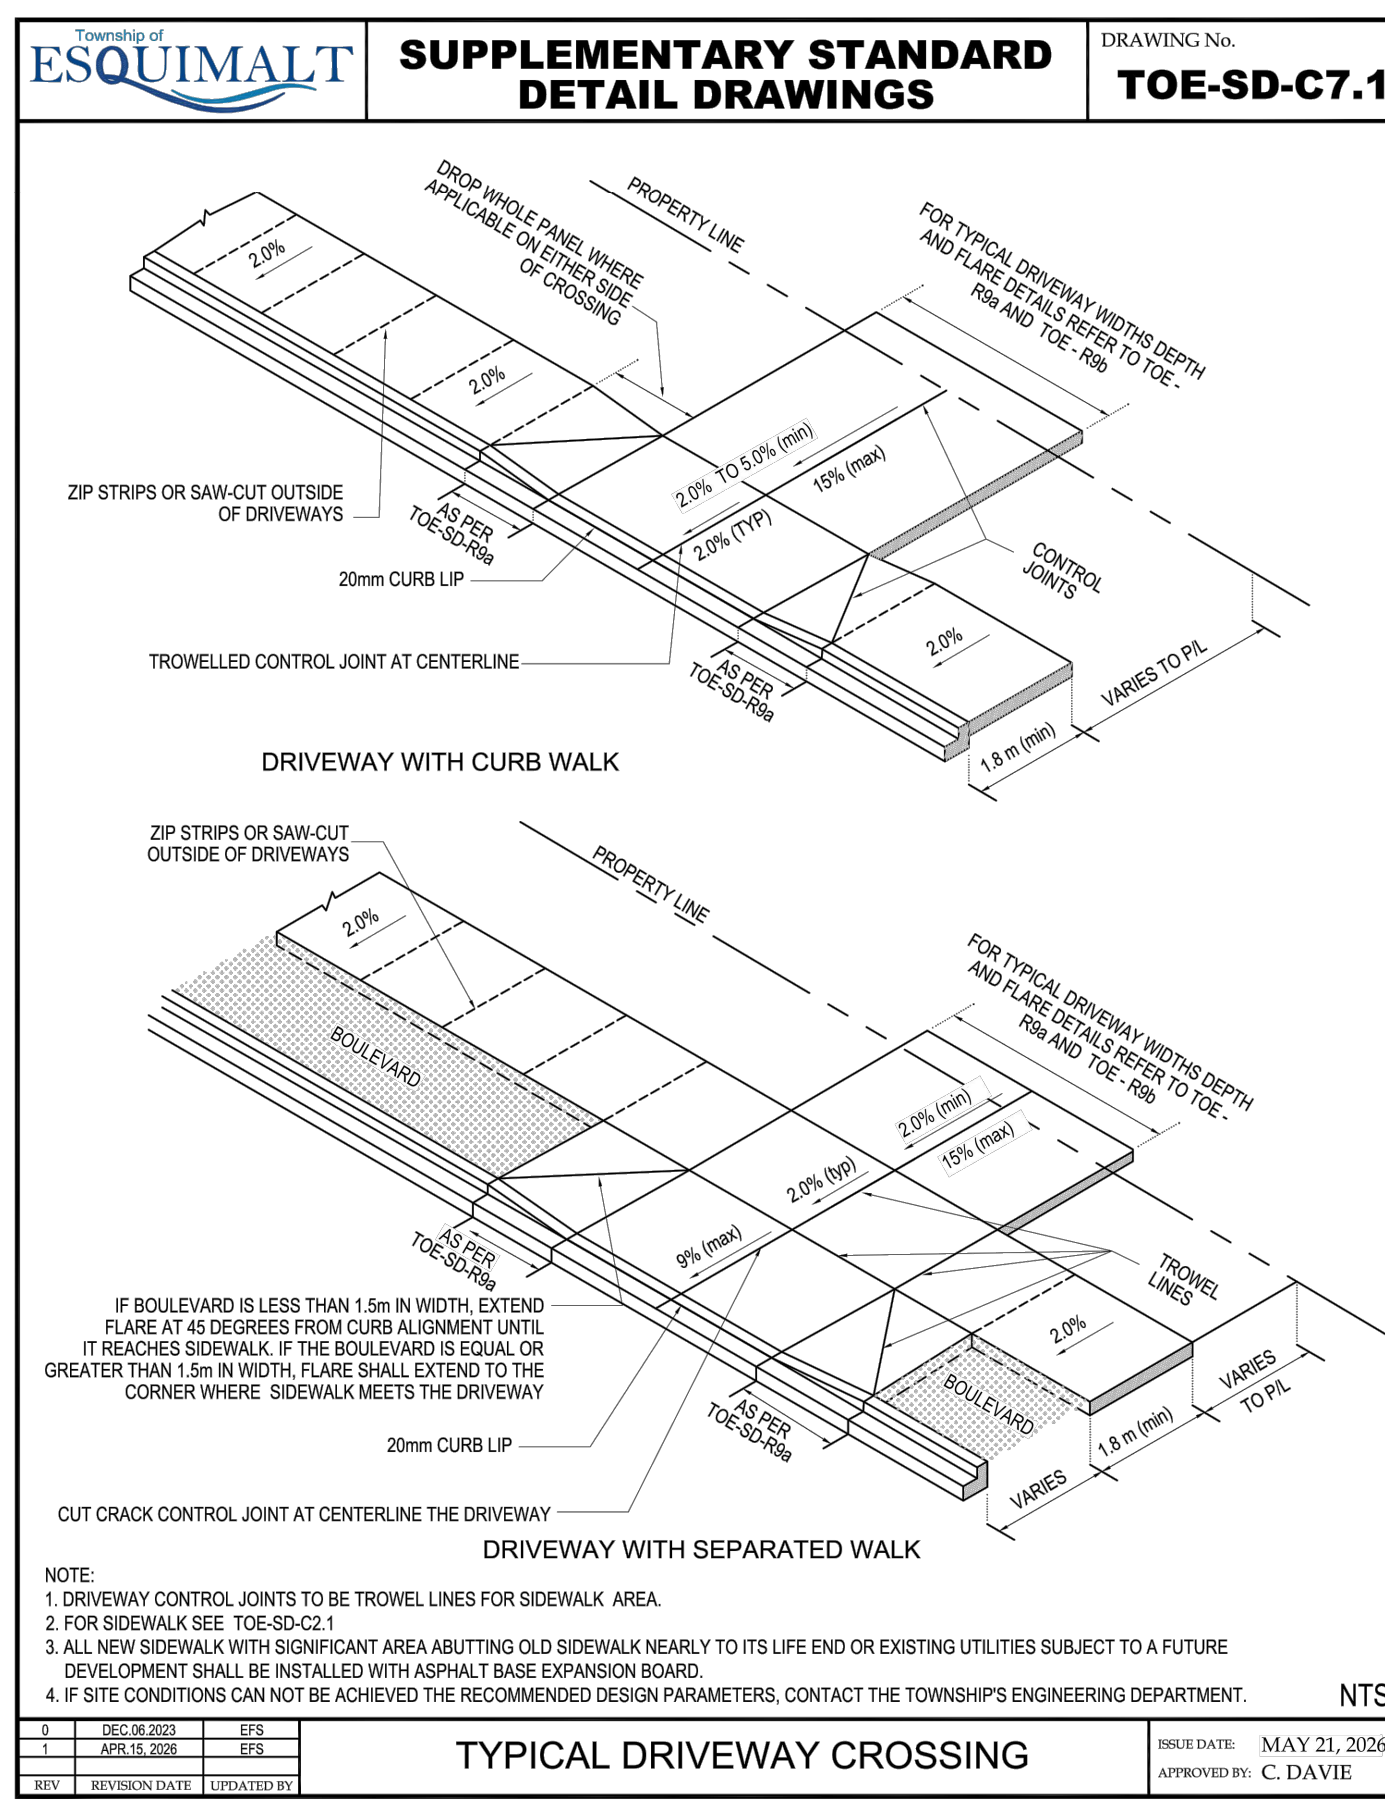 Township of
ESQUIMALT
SUPPLEMENTARY STANDARD
DETAIL DRAWINGS
DRAWING No.
TOE-SD-C7.1
DROP WHOLE PANEL WHERE
APPLICABLE ON EITHER SIDE
OF CROSSING
PROPERTY LINE
FOR TYPICAL DRIVEWAY WIDTHS DEPTH
AND FLARE DETAILS REFER TO TOE -
R9a AND TOE - R9b
2.0%
2.0%
2.0% TO 5.0% (min)
15% (max)
2.0% (TYP)
ZIP STRIPS OR SAW-CUT OUTSIDE
OF DRIVEWAYS
AS PER
TOE-SD-R9a
20mm CURB LIP
CONTROL
JOINTS
TROWELLED CONTROL JOINT AT CENTERLINE
2.0%
AS PER
TOE-SD-R9a
VARIES TO P/L
1.8 m (min)
DRIVEWAY WITH CURB WALK
ZIP STRIPS OR SAW-CUT
OUTSIDE OF DRIVEWAYS
PROPERTY LINE
2.0%
FOR TYPICAL DRIVEWAY WIDTHS DEPTH
AND FLARE DETAILS REFER TO TOE -
R9a AND TOE - R9b
BOULEVARD
2.0% (min)
15% (max)
2.0% (typ)
9% (max)
AS PER
TOE-SD-R9a
TROWEL
LINES
IF BOULEVARD IS LESS THAN 1.5m IN WIDTH, EXTEND
FLARE AT 45 DEGREES FROM CURB ALIGNMENT UNTIL
IT REACHES SIDEWALK. IF THE BOULEVARD IS EQUAL OR
GREATER THAN 1.5m IN WIDTH, FLARE SHALL EXTEND TO THE
CORNER WHERE SIDEWALK MEETS THE DRIVEWAY
2.0%
BOULEVARD
VARIES
TO P/L
AS PER
TOE-SD-R9a
1.8 m (min)
20mm CURB LIP
VARIES
CUT CRACK CONTROL JOINT AT CENTERLINE THE DRIVEWAY
DRIVEWAY WITH SEPARATED WALK
NOTE:
1. DRIVEWAY CONTROL JOINTS TO BE TROWEL LINES FOR SIDEWALK AREA.
2. FOR SIDEWALK SEE TOE-SD-C2.1
3. ALL NEW SIDEWALK WITH SIGNIFICANT AREA ABUTTING OLD SIDEWALK NEARLY TO ITS LIFE END OR EXISTING UTILITIES SUBJECT TO A FUTURE
DEVELOPMENT SHALL BE INSTALLED WITH ASPHALT BASE EXPANSION BOARD.
4. IF SITE CONDITIONS CAN NOT BE ACHIEVED THE RECOMMENDED DESIGN PARAMETERS, CONTACT THE TOWNSHIP'S ENGINEERING DEPARTMENT.
NTS
0 DEC.06.2023 EFS
1 APR.15, 2026 EFS
REV REVISION DATE UPDATED BY
TYPICAL DRIVEWAY CROSSING
ISSUE DATE: MAY 21, 2026
APPROVED BY: C. DAVIE